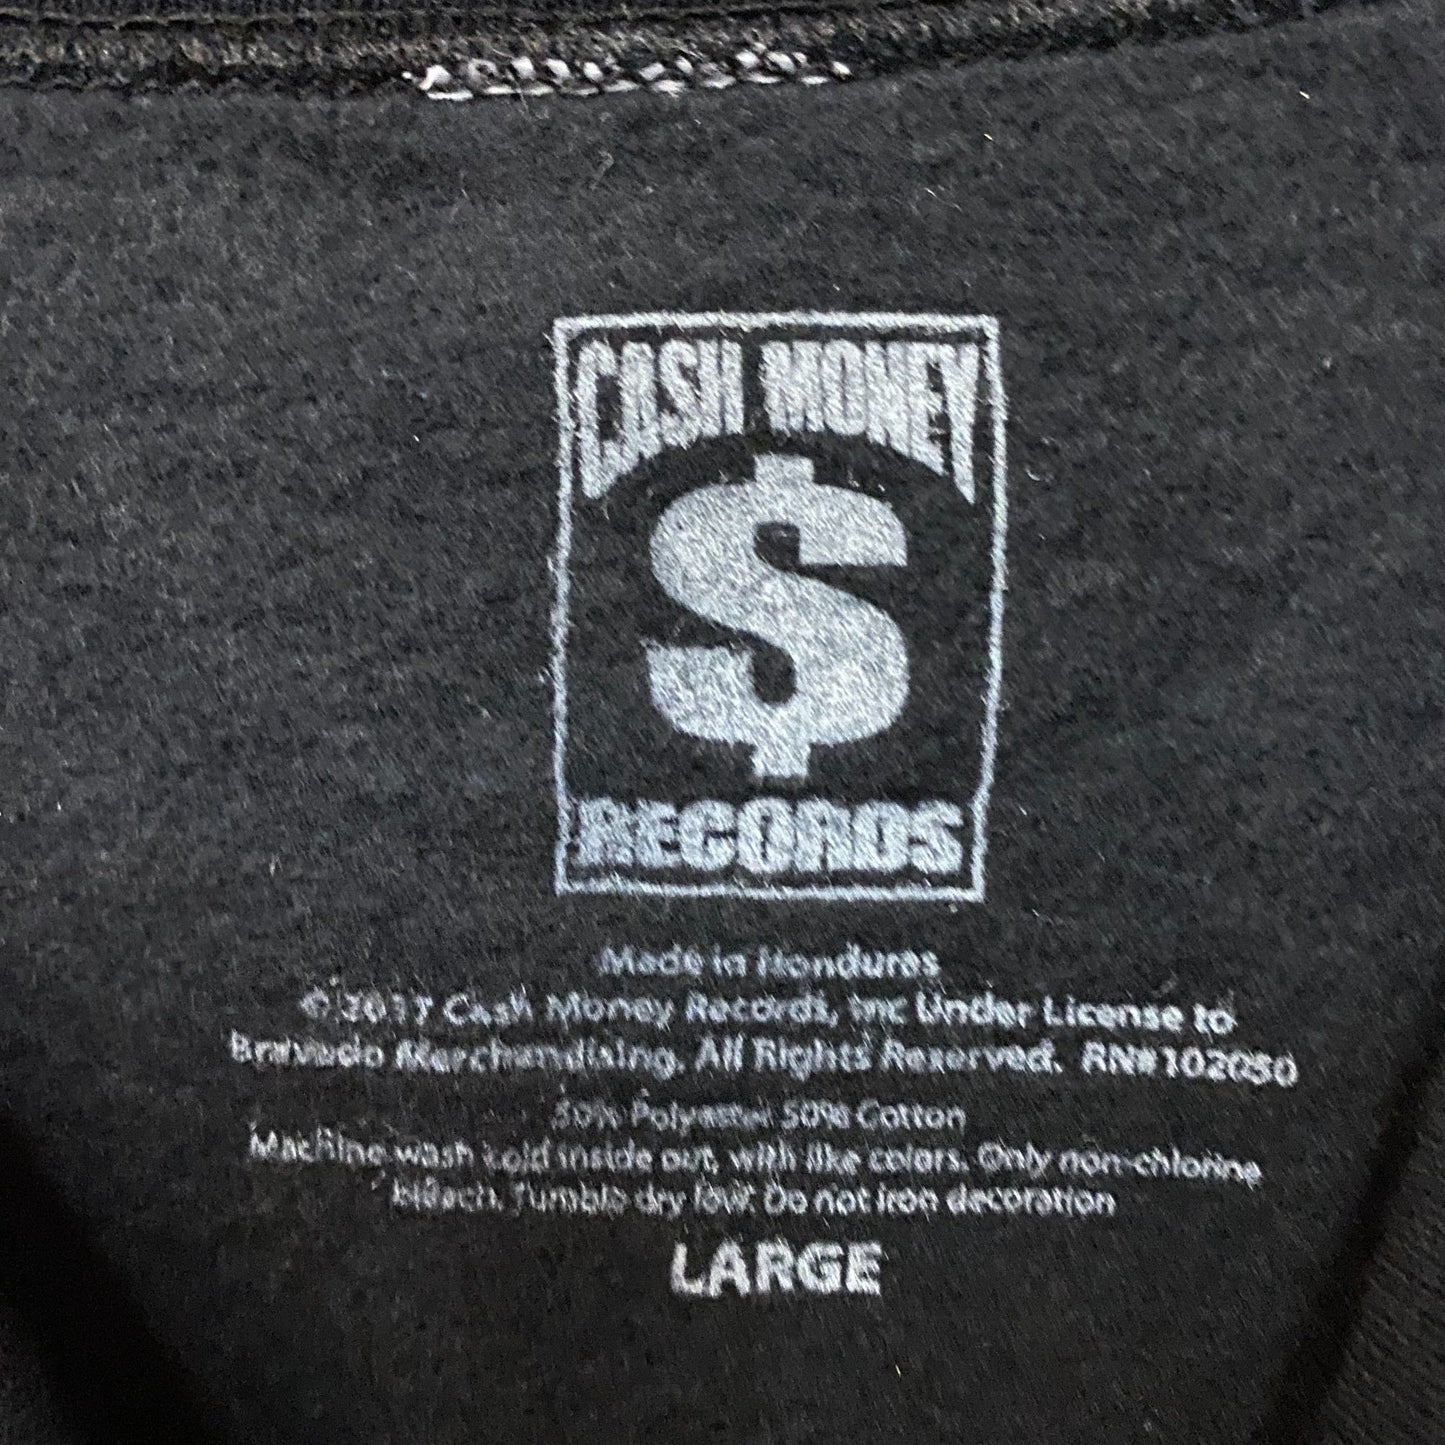 CASH MONEY
$
RECORDS
Made in Honduras
© 2017 Cash Money Records, Inc Under License to
Bravado Merchandising. All Rights Reserved. RN#102050
50% Polyester 50% Cotton
Machine wash cold inside out, with like colors. Only non-chlorine
bleach. Tumble dry low. Do not iron decoration
LARGE